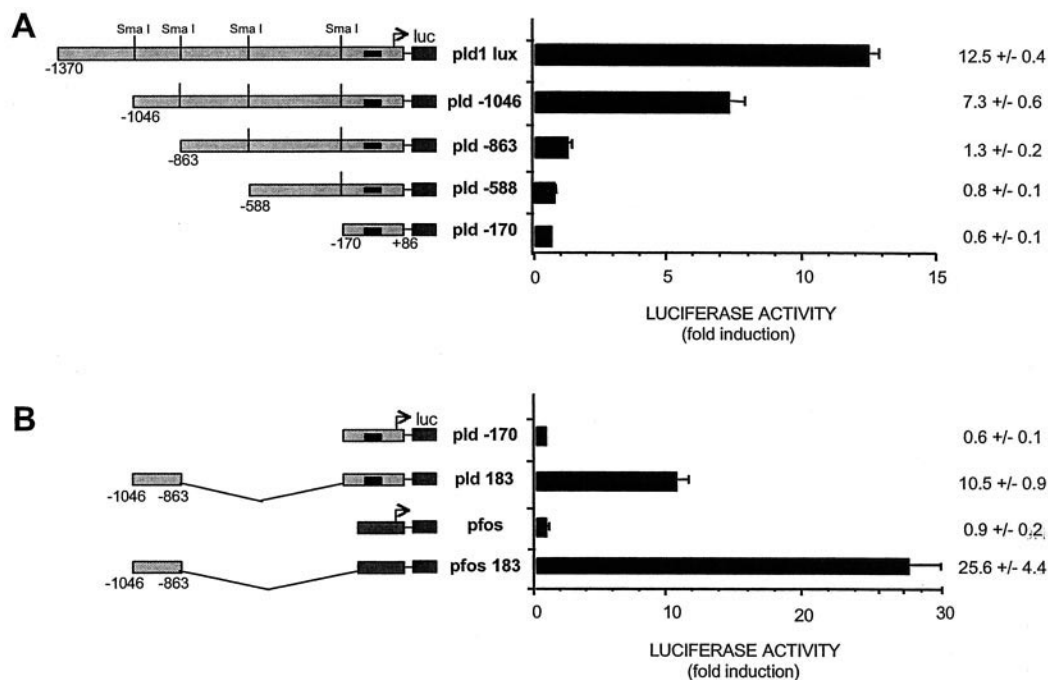 A
Sma I Sma I Sma I Sma I luc
-1370 pld1 lux 12.5 +/- 0.4
-1046 pld -1046 7.3 +/- 0.6
-863 pld -863 1.3 +/- 0.2
-588 pld -588 0.8 +/- 0.1
-170 +86 pld -170 0.6 +/- 0.1
0 5 10 15
LUCIFERASE ACTIVITY
(fold induction)
B
luc
pld -170 0.6 +/- 0.1
-1046 -863 pld 183 10.5 +/- 0.9
pfos 0.9 +/- 0.2
-1046 -863 pfos 183 25.6 +/- 4.4
0 10 20 30
LUCIFERASE ACTIVITY
(fold induction)